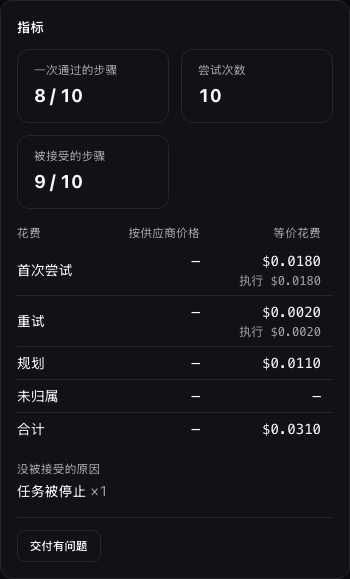 指标
一次通过的步骤 尝试次数
8 / 10 10
被接受的步骤
9 / 10
花费 按供应商价格 等价花费
首次尝试 — $0.0180
执行 $0.0180
重试 — $0.0020
执行 $0.0020
规划 — $0.0110
未归属 — —
合计 — $0.0310
没被接受的原因
任务被停止 ×1
交付有问题